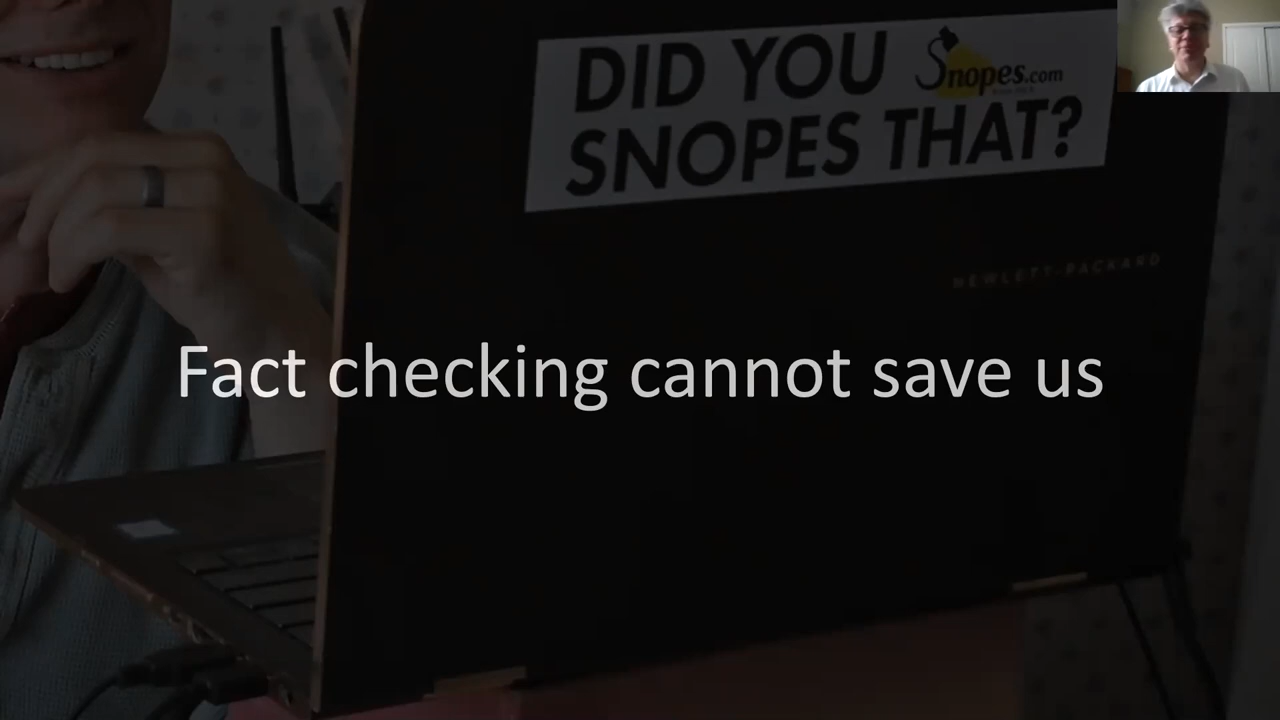 DID YOU
Snopes.com
SNOPES THAT?
HEWLETT-PACKARD
Fact checking cannot save us